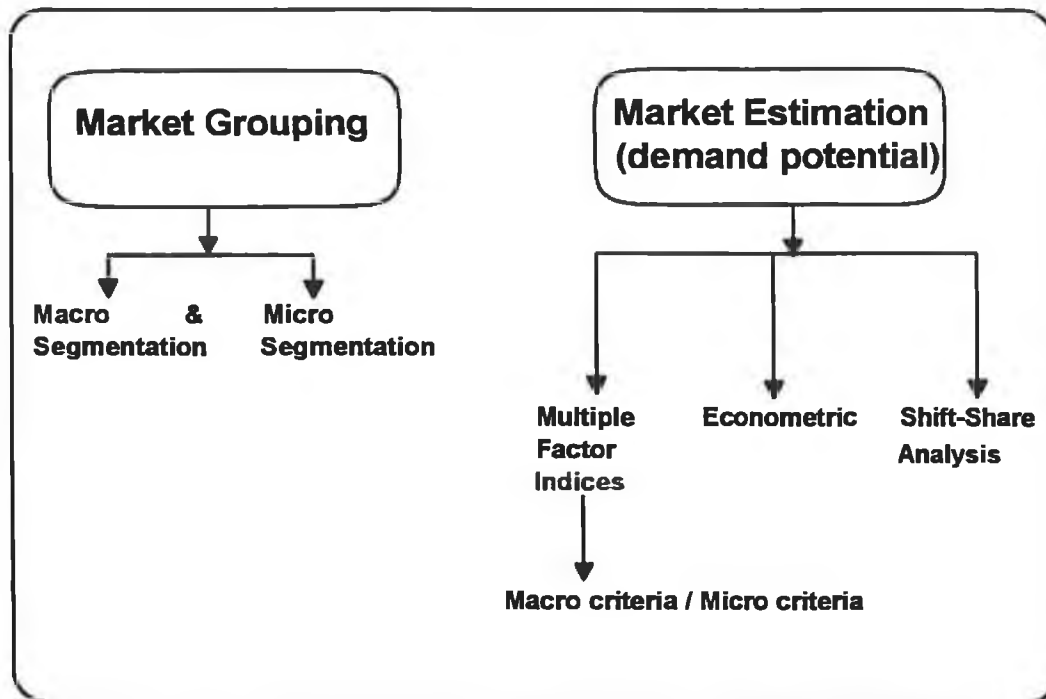 Market Grouping
Macro & Micro
Segmentation Segmentation
Market Estimation
(demand potential)
Multiple
Factor
Indices
Econometric
Shift-Share
Analysis
Macro criteria / Micro criteria